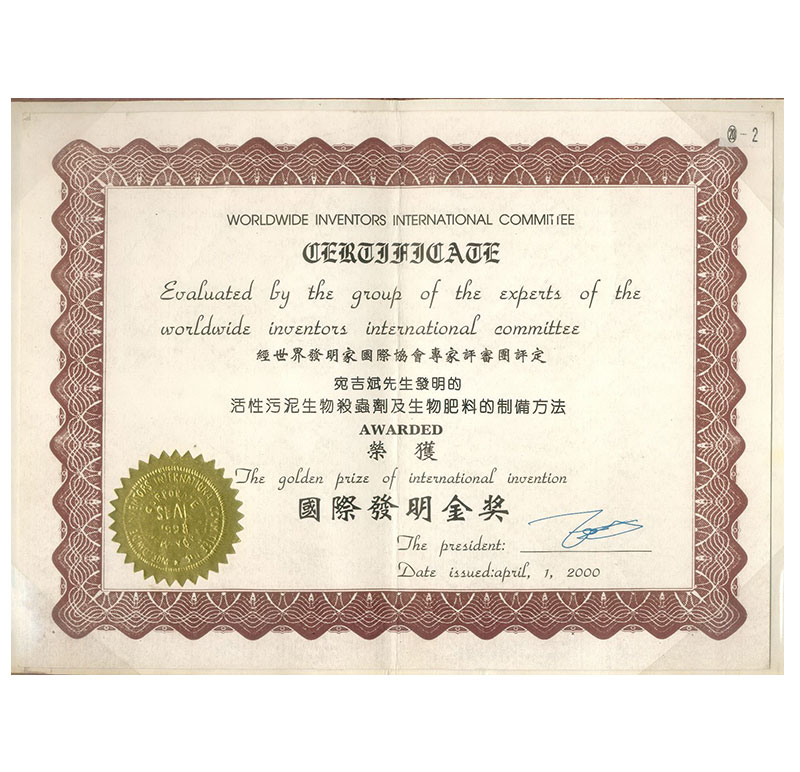 ⑳-2
WORLDWIDE INVENTORS INTERNATIONAL COMMITTEE
CERTIFICATE
Evaluated by the group of the experts of the
worldwide inventors international committee
經世界發明家國際協會專家評審團評定
宛吉斌先生發明的
活性污泥生物殺蟲劑及生物肥料的制備方法
AWARDED
榮 獲
The golden prize of international invention
國際發明金奖
The president:
Date issued:april, 1, 2000
SEAL